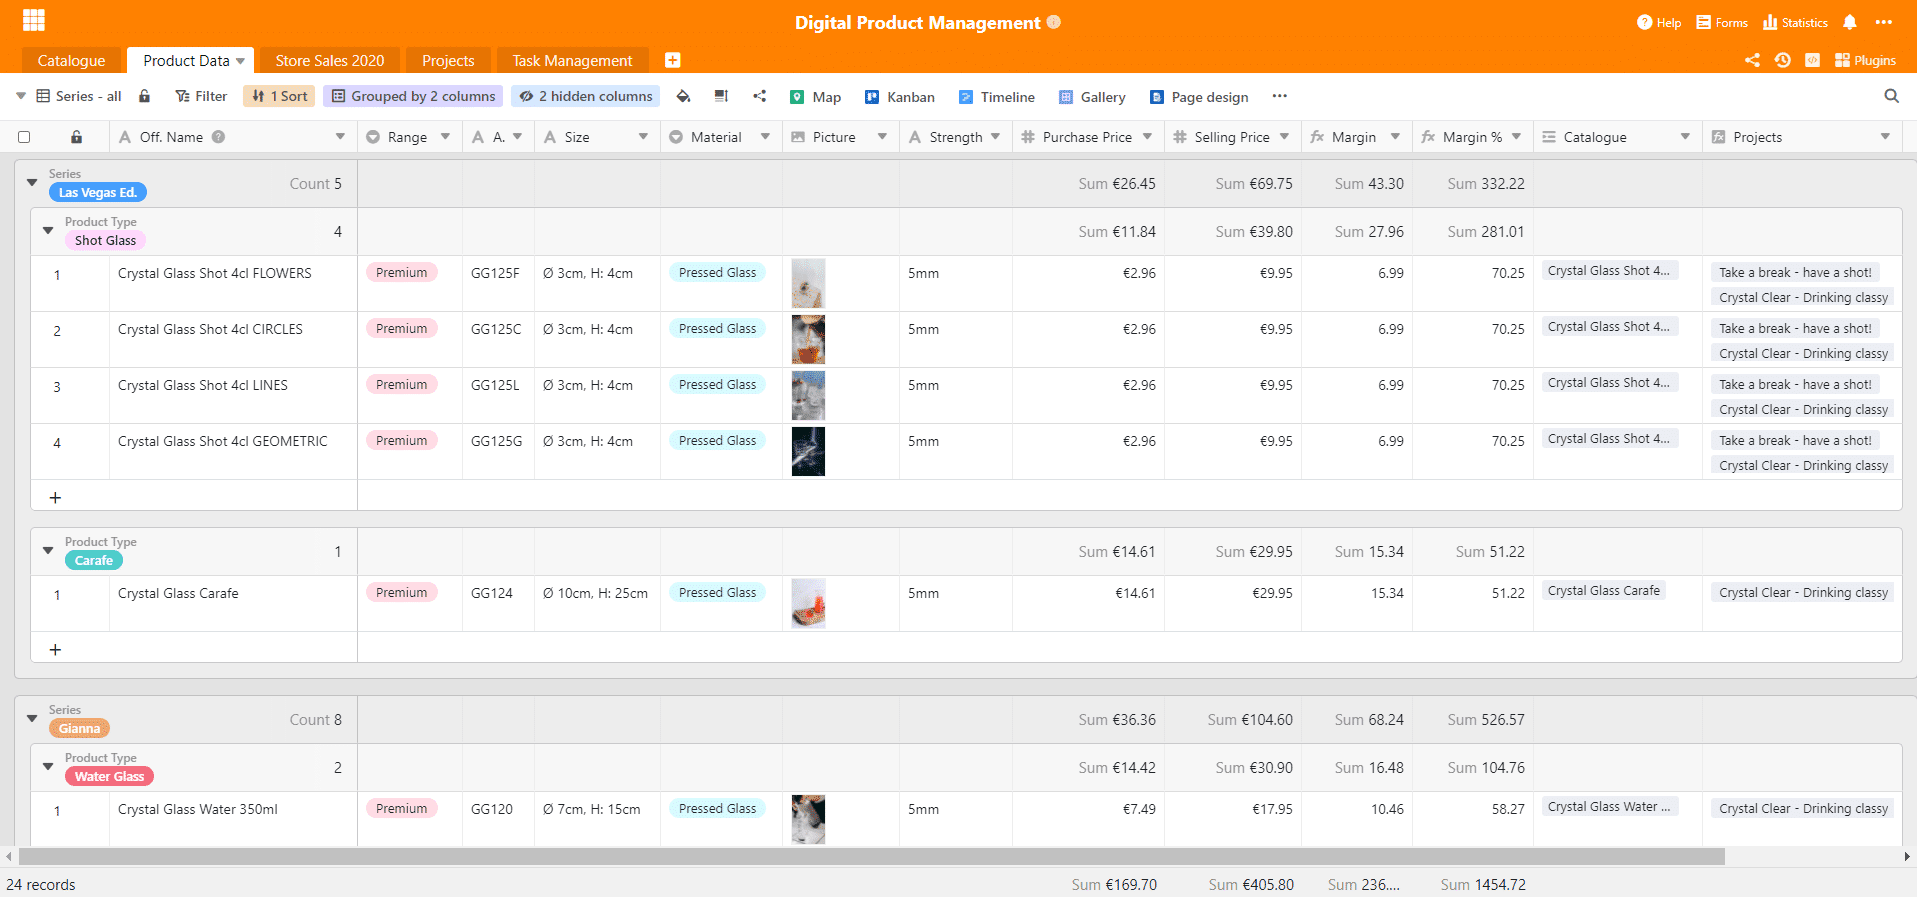 Digital Product Management
Help Forms Statistics
Catalogue Product Data Store Sales 2020 Projects Task Management
Plugins
Series - all Filter 1 Sort Grouped by 2 columns 2 hidden columns Map Kanban Timeline Gallery Page design
Off. Name Range A. Size Material Picture Strength Purchase Price Selling Price Margin Margin % Catalogue Projects
Series
Las Vegas Ed. Count 5 Sum €26.45 Sum €69.75 Sum 43.30 Sum 332.22
Product Type
Shot Glass 4 Sum €11.84 Sum €39.80 Sum 27.96 Sum 281.01
1 Crystal Glass Shot 4cl FLOWERS Premium GG125F Ø 3cm, H: 4cm Pressed Glass 5mm €2.96 €9.95 6.99 70.25 Crystal Glass Shot 4... Take a break - have a shot!
Crystal Clear - Drinking classy
2 Crystal Glass Shot 4cl CIRCLES Premium GG125C Ø 3cm, H: 4cm Pressed Glass 5mm €2.96 €9.95 6.99 70.25 Crystal Glass Shot 4... Take a break - have a shot!
Crystal Clear - Drinking classy
3 Crystal Glass Shot 4cl LINES Premium GG125L Ø 3cm, H: 4cm Pressed Glass 5mm €2.96 €9.95 6.99 70.25 Crystal Glass Shot 4... Take a break - have a shot!
Crystal Clear - Drinking classy
4 Crystal Glass Shot 4cl GEOMETRIC Premium GG125G Ø 3cm, H: 4cm Pressed Glass 5mm €2.96 €9.95 6.99 70.25 Crystal Glass Shot 4... Take a break - have a shot!
Crystal Clear - Drinking classy
Product Type
Carafe 1 Sum €14.61 Sum €29.95 Sum 15.34 Sum 51.22
1 Crystal Glass Carafe Premium GG124 Ø 10cm, H: 25cm Pressed Glass 5mm €14.61 €29.95 15.34 51.22 Crystal Glass Carafe Crystal Clear - Drinking classy
Series
Gianna Count 8 Sum €36.36 Sum €104.60 Sum 68.24 Sum 526.57
Product Type
Water Glass 2 Sum €14.42 Sum €30.90 Sum 16.48 Sum 104.76
1 Crystal Glass Water 350ml Premium GG120 Ø 7cm, H: 15cm Pressed Glass 5mm €7.49 €17.95 10.46 58.27 Crystal Glass Water ... Crystal Clear - Drinking classy
24 records Sum €169.70 Sum €405.80 Sum 236.... Sum 1454.72